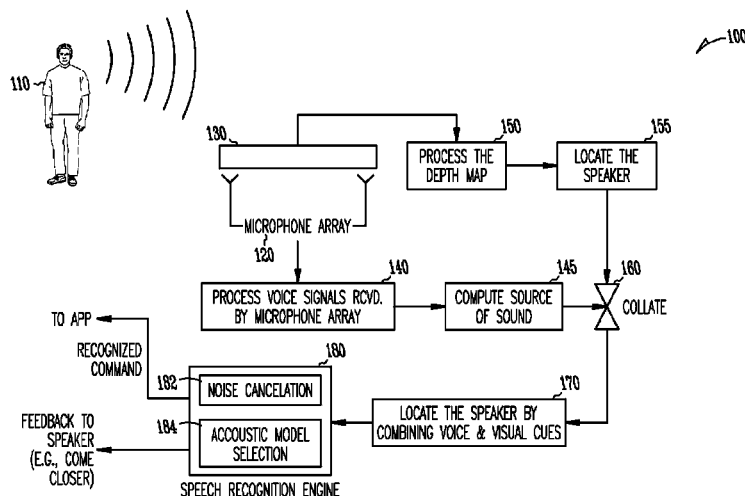 100
110
130
150
155
PROCESS THE
DEPTH MAP
LOCATE THE
SPEAKER
MICROPHONE ARRAY
120
140
145
160
PROCESS VOICE SIGNALS RCVD.
BY MICROPHONE ARRAY
COMPUTE SOURCE
OF SOUND
COLLATE
TO APP
RECOGNIZED
COMMAND
180
182
NOISE CANCELATION
170
LOCATE THE SPEAKER BY
COMBINING VOICE & VISUAL CUES
FEEDBACK TO
SPEAKER
(E.G., COME
CLOSER)
184
ACCOUSTIC MODEL
SELECTION
SPEECH RECOGNITION ENGINE